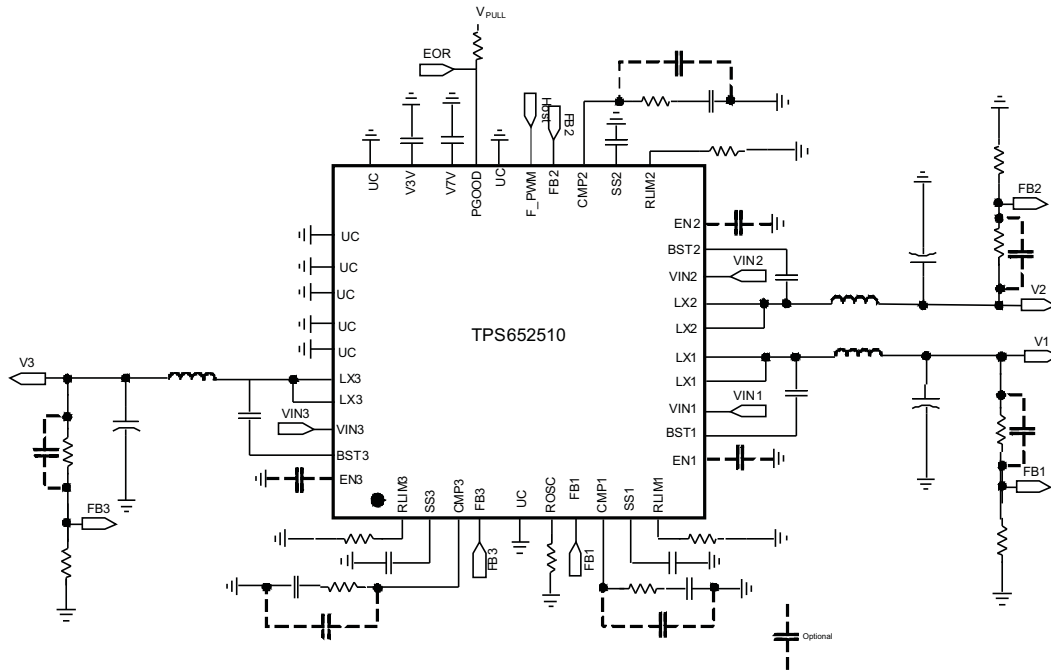 VPULL
EOR
Host
FB2
UC
V3V
V7V
PGOOD
UC
F_PWM
FB2
CMP2
SS2
RLIM2
UC
UC
UC
UC
UC
LX3
LX3
VIN3
VIN3
BST3
EN3
V3
FB3
TPS652510
EN2
BST2
VIN2
VIN2
LX2
LX2
LX1
LX1
VIN1
VIN1
BST1
EN1
FB2
V2
V1
FB1
RLIM3
SS3
CMP3
FB3
UC
ROSC
FB1
CMP1
SS1
RLIM1
FB3
FB1
Optional